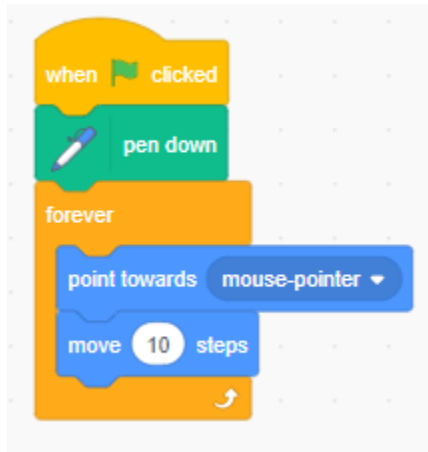 when clicked
pen down
forever
point towards mouse-pointer
move 10 steps